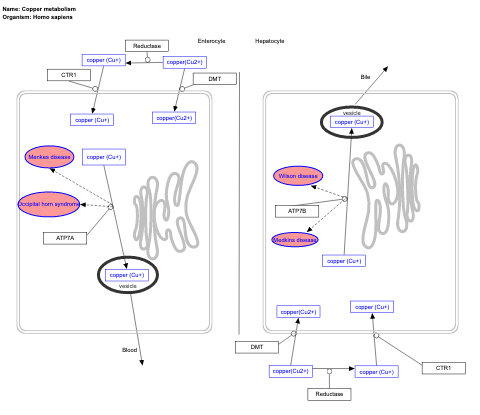 Name: Copper metabolism
Organism: Homo sapiens
Reductase
Enterocyte
Hepatocyte
copper (Cu+)
copper(Cu2+)
CTR1
DMT
Bile
copper (Cu+)
copper(Cu2+)
vesicle
copper (Cu+)
Menkes disease
copper (Cu+)
Wilson disease
Occipital horn syndrome
ATP7B
ATP7A
Medkins disease
copper (Cu+)
copper (Cu+)
vesicle
copper(Cu2+)
copper (Cu+)
Blood
DMT
copper(Cu2+)
copper (Cu+)
CTR1
Reductase